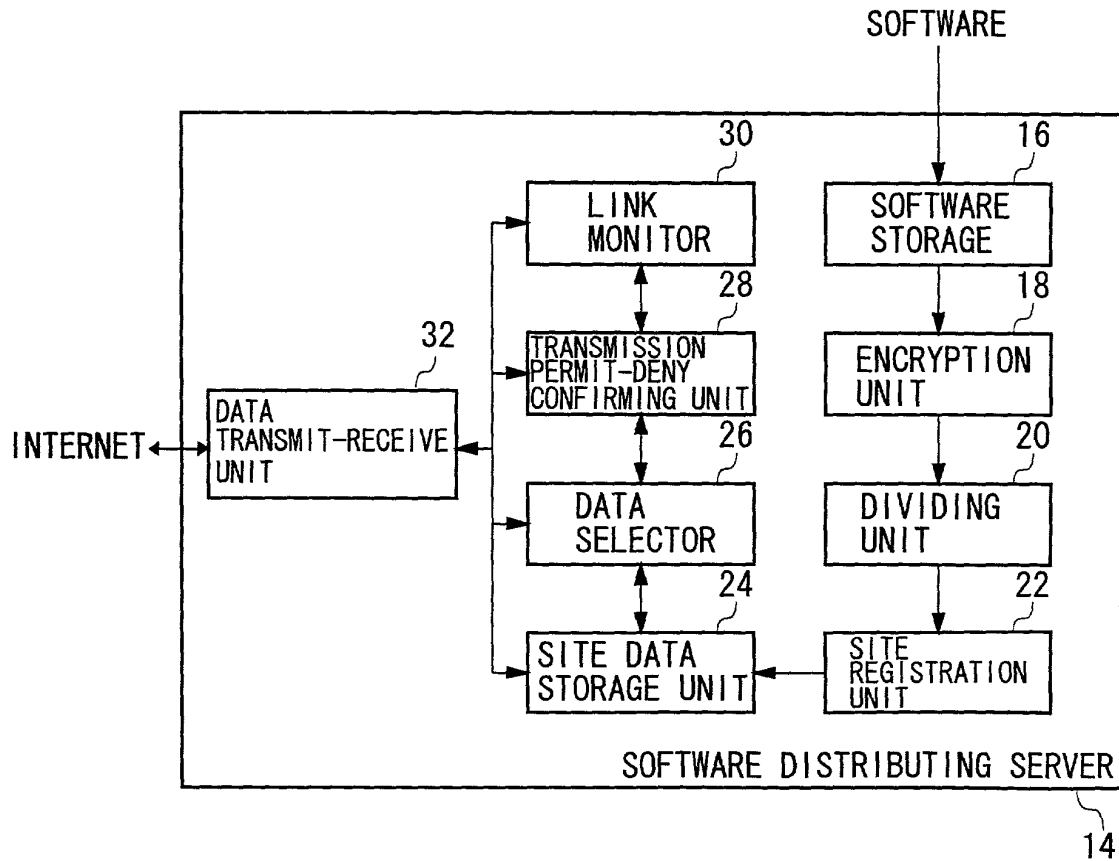 SOFTWARE
30
16
LINK
MONITOR
SOFTWARE
STORAGE
28
18
TRANSMISSION
PERMIT-DENY
CONFIRMING UNIT
ENCRYPTION
UNIT
32
DATA
TRANSMIT-RECEIVE
UNIT
INTERNET
26
20
DATA
SELECTOR
DIVIDING
UNIT
24
22
SITE DATA
STORAGE UNIT
SITE
REGISTRATION
UNIT
SOFTWARE DISTRIBUTING SERVER
14